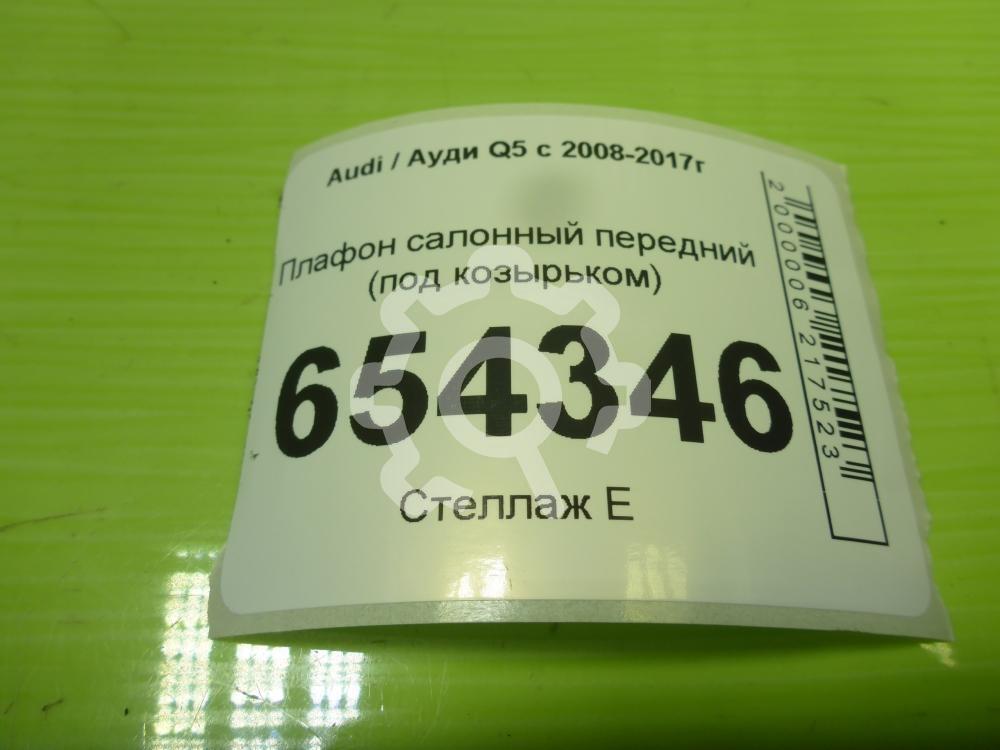 Audi / Ауди Q5 с 2008-2017г
Плафон салонный передний
(под козырьком)
654346
Стеллаж Е
2000006217523